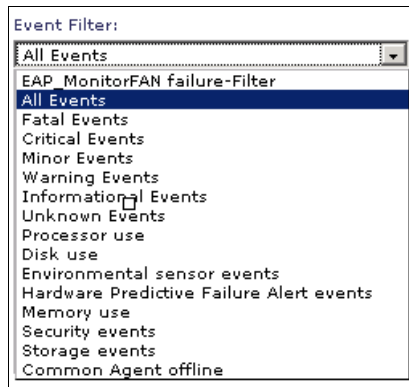 Event Filter:
All Events
EAP_MonitorFAN failure-Filter
All Events
Fatal Events
Critical Events
Minor Events
Warning Events
Informational Events
Unknown Events
Processor use
Disk use
Environmental sensor events
Hardware Predictive Failure Alert events
Memory use
Security events
Storage events
Common Agent offline